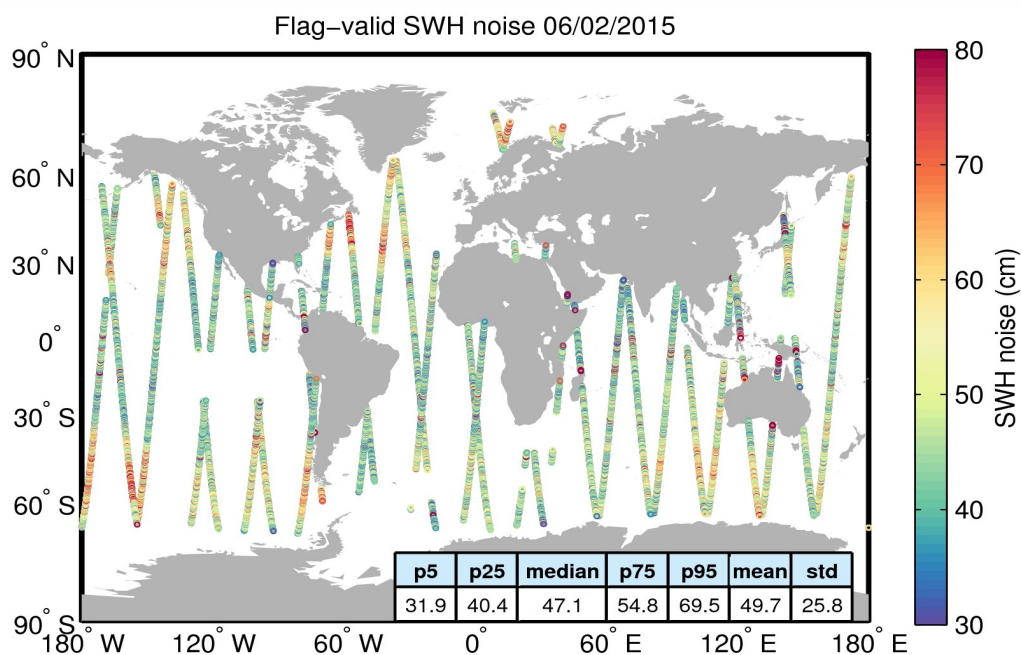 Flag−valid SWH noise 06/02/2015
90° N
60° N
30° N
0°
30° S
60° S
90° S
180° W
120° W
60° W
0°
60° E
120° E
180° E
80
70
60
50
40
30
SWH noise (cm)
p5 p25 median p75 p95 mean std
31.9 40.4 47.1 54.8 69.5 49.7 25.8